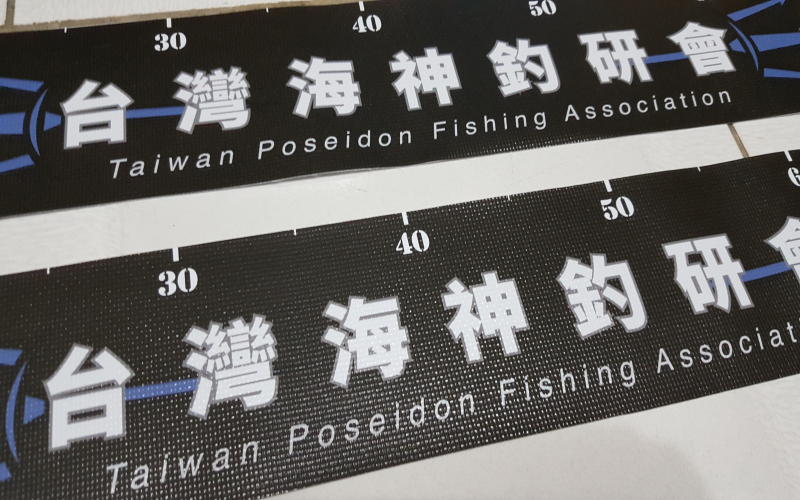 30 40 50
台灣海神釣研會
Taiwan Poseidon Fishing Association
30 40 50
台灣海神釣研
Taiwan Poseidon Fishing Associat